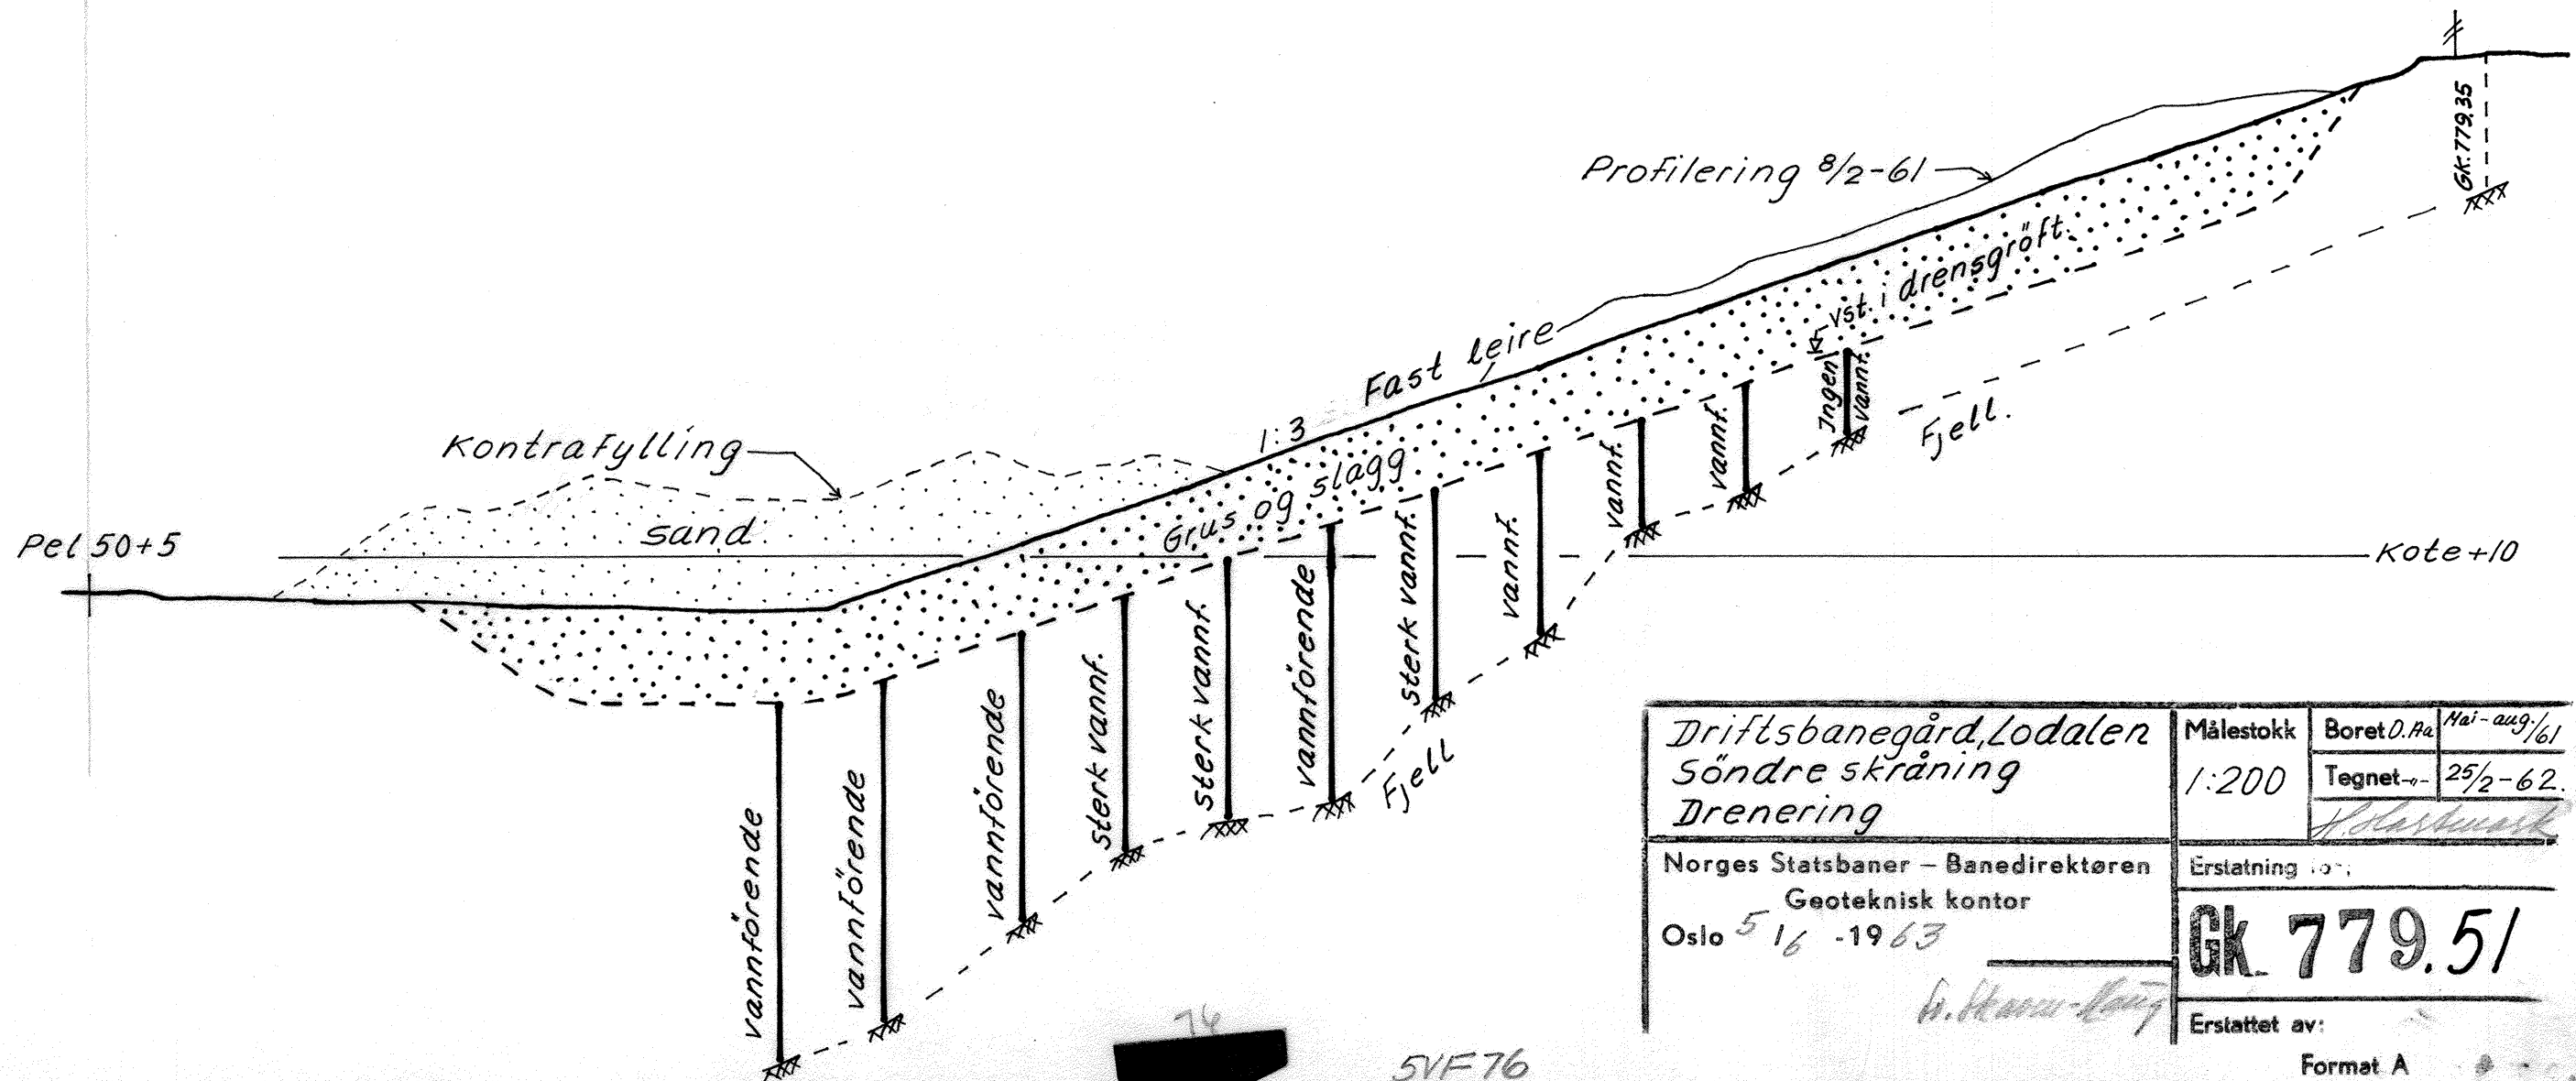 GK.779.35
Profilering 8/2-61
vst. i drensgröft.
Fast leire
Ingen
vannf.
Fjell.
1:3
Kontrafylling
Grus og slagg
sand
Pel 50+5
Kote +10
vannförende
vannförende
vannförende
sterk vannf.
sterk vannf.
vannförende
sterk vannf.
vannf.
vannf.
vannf.
Fjell
Driftsbanegård, Lodalen
Söndre skråning
Drenering
Målestokk
1:200
Boret D.Aa Mai-aug./61
Tegnet -"- 25/2-62.
Norges Statsbaner – Banedirektøren
Geoteknisk kontor
Oslo 5/6-1963
Erstatning for:
Gk. 779.51
Erstattet av:
Format A
76
5VF76